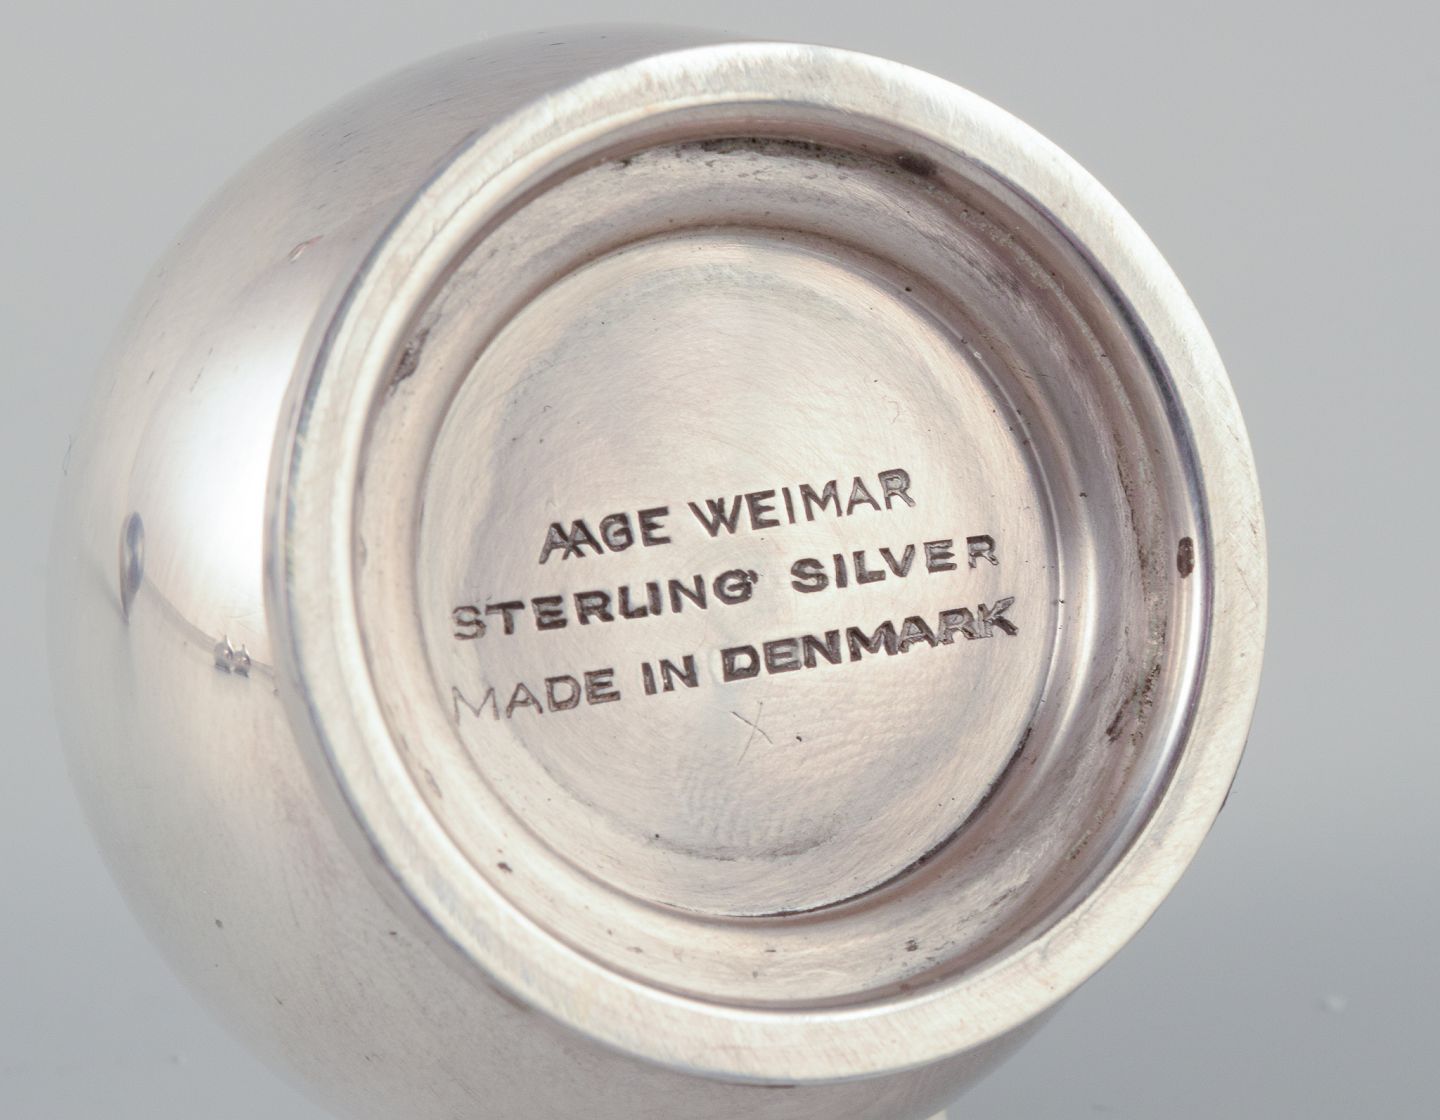 AAGE WEIMAR
STERLING SILVER
MADE IN DENMARK
X